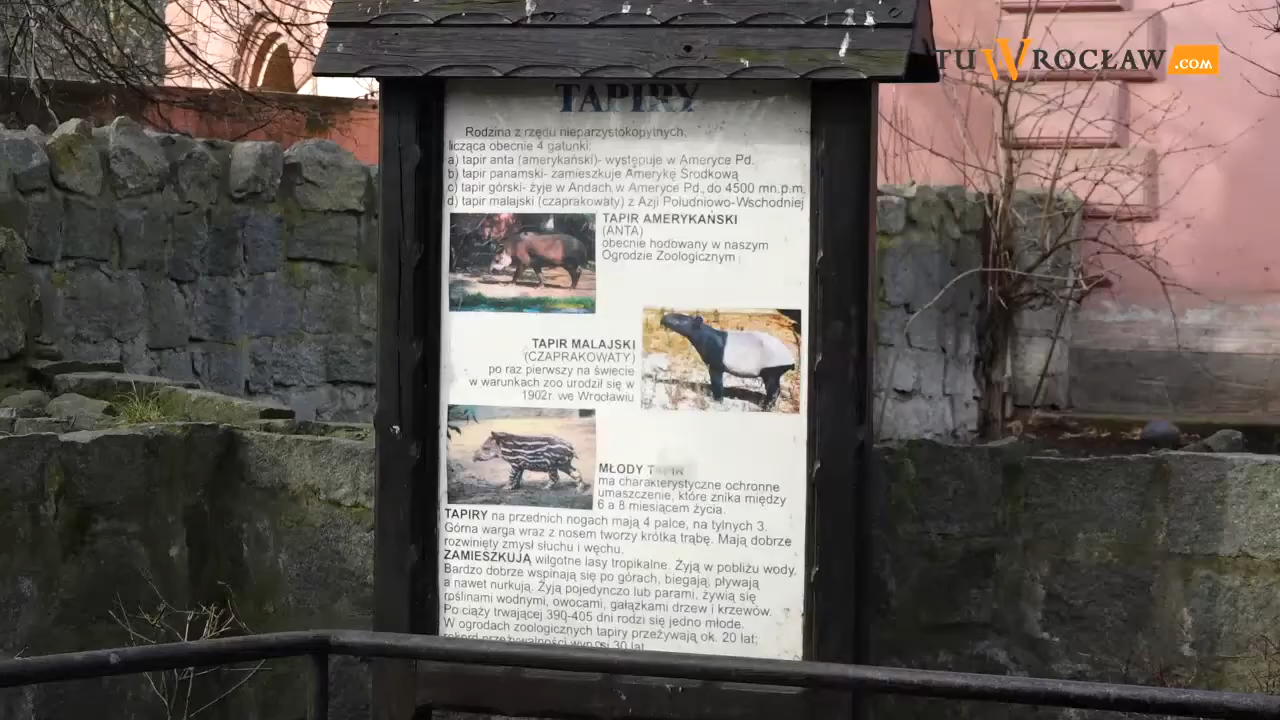 TUWROCŁAW.COM
TAPIRY
Rodzina z rzędu nieparzystokopytnych,
licząca obecnie 4 gatunki:
a) tapir anta (amerykański)- występuje w Ameryce Pd.
b) tapir panamski- zamieszkuje Amerykę Środkową
c) tapir górski- żyje w Andach w Ameryce Pd., do 4500 mn.p.m.
d) tapir malajski (czaprakowaty) z Azji Południowo-Wschodniej
TAPIR AMERYKAŃSKI
(ANTA)
obecnie hodowany w naszym
Ogrodzie Zoologicznym
TAPIR MALAJSKI
(CZAPRAKOWATY)
po raz pierwszy na świecie
w warunkach zoo urodził się w
1902r. we Wrocławiu
MŁODY TAPIR
ma charakterystyczne ochronne
umaszczenie, które znika między
6 a 8 miesiącem życia.
TAPIRY na przednich nogach mają 4 palce, na tylnych 3.
Górna warga wraz z nosem tworzy krótką trąbę. Mają dobrze
rozwinięty zmysł słuchu i węchu.
ZAMIESZKUJĄ wilgotne lasy tropikalne. Żyją w pobliżu wody.
Bardzo dobrze wspinają się po górach, biegają, pływają
a nawet nurkują. Żyją pojedynczo lub parami, żywią się
roślinami wodnymi, owocami, gałązkami drzew i krzewów.
Po ciąży trwającej 390-405 dni rodzi się jedno młode.
W ogrodach zoologicznych tapiry przeżywają ok. 20 lat;
rekord przeżywalności wynosi 30 lat